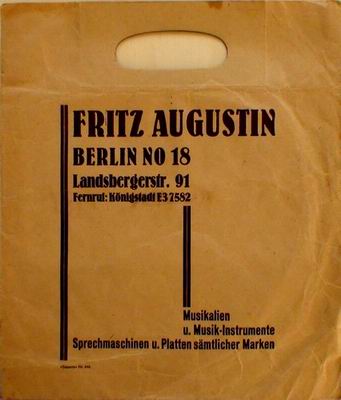 FRITZ AUGUSTIN
BERLIN NO 18
Landsbergerstr. 91
Fernruf: Königstadt E3 7582
Musikalien
u. Musik-Instrumente
Sprechmaschinen u. Platten sämtlicher Marken